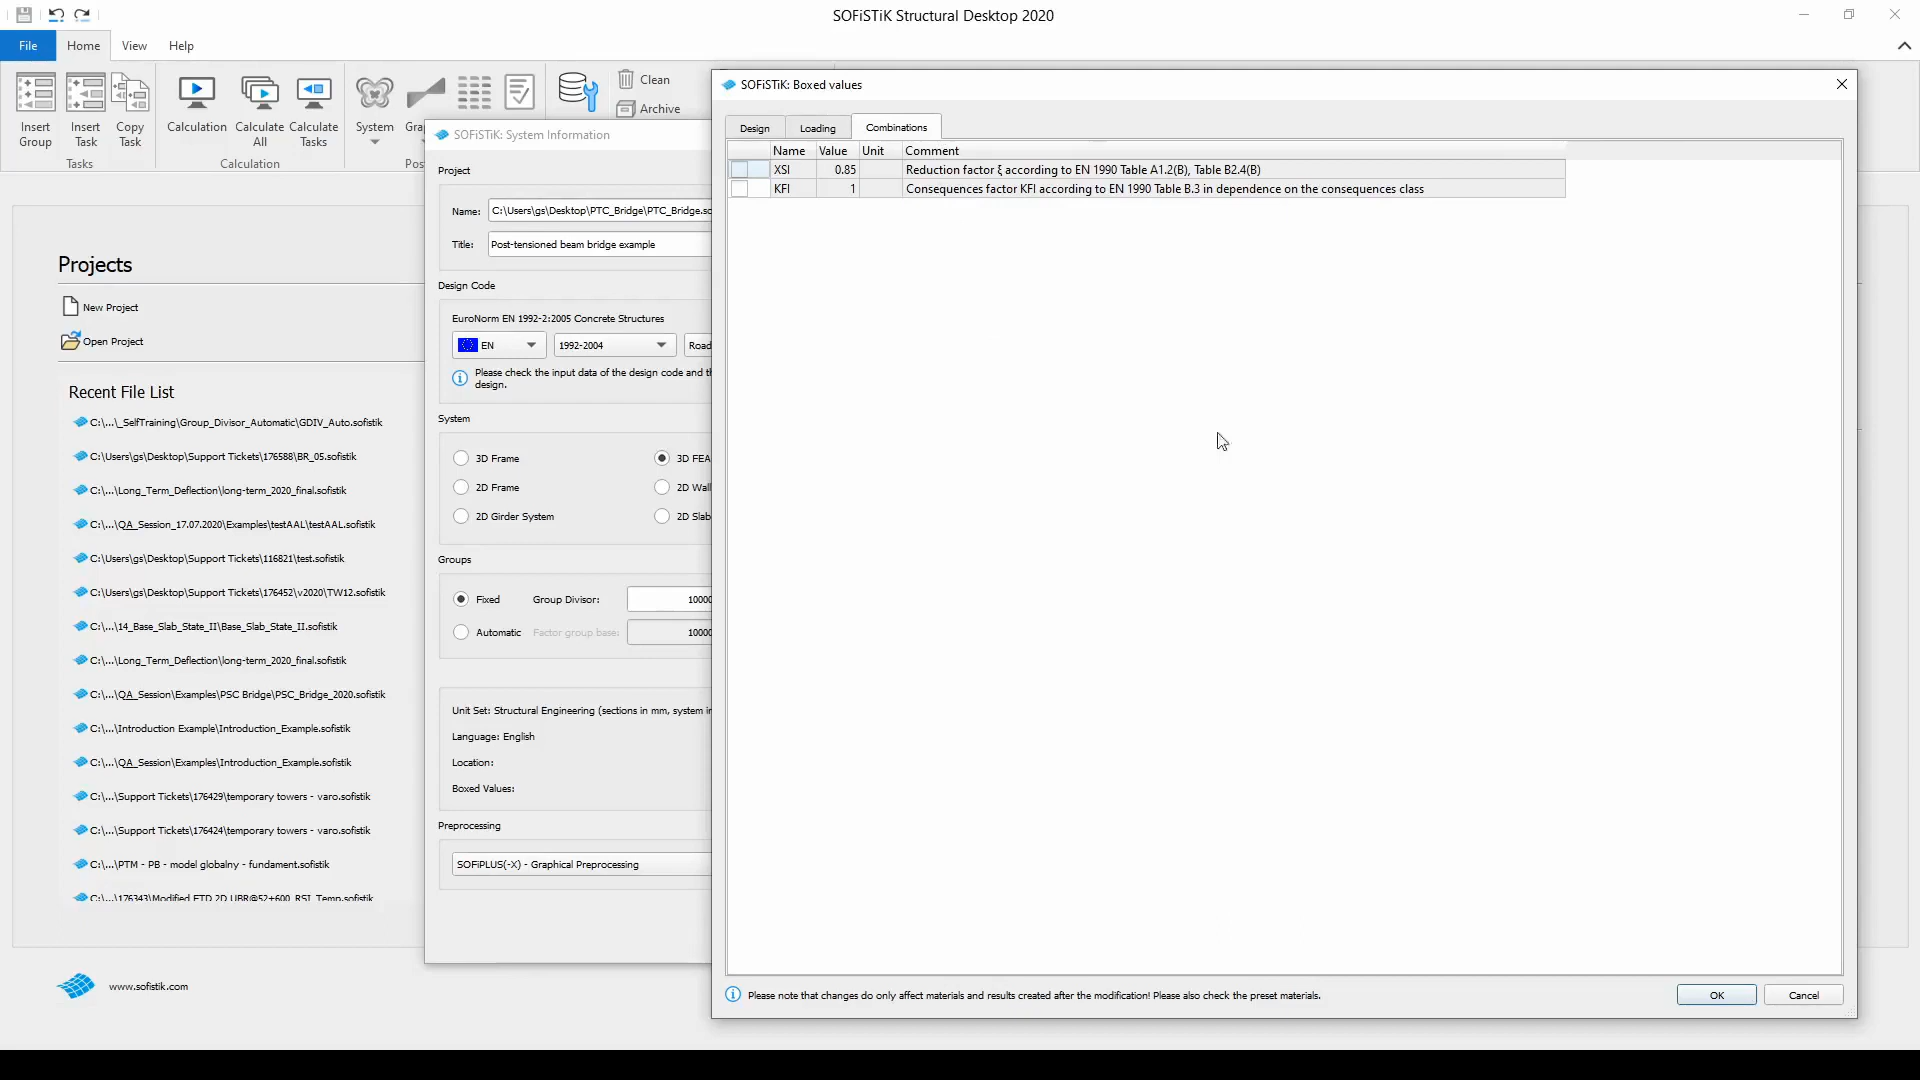 SOFiSTiK Structural Desktop 2020
File Home View Help
Insert Group
Insert Task
Copy Task
Tasks
Calculation
Calculate All
Calculate Tasks
Calculation
System
Clean
Archive
SOFiSTiK: System Information
Project
Name: C:\Users\gs\Desktop\PTC_Bridge\PTC_Bridge.so
Title: Post-tensioned beam bridge example
Design Code
EuroNorm EN 1992-2:2005 Concrete Structures
EN 1992-2004 Road
Please check the input data of the design code and th
design.
System
3D Frame 3D FEA
2D Frame 2D Wall
2D Girder System 2D Slab
Groups
Fixed Group Divisor: 10000
Automatic Factor group base: 10000
Unit Set: Structural Engineering (sections in mm, system in
Language: English
Location:
Boxed Values:
Preprocessing
SOFiPLUS(-X) - Graphical Preprocessing
Projects
New Project
Open Project
Recent File List
C:\...\_SelfTraining\Group_Divisor_Automatic\GDIV_Auto.sofistik
C:\Users\gs\Desktop\Support Tickets\176588\BR_05.sofistik
C:\...\Long_Term_Deflection\long-term_2020_final.sofistik
C:\...\QA_Session_17.07.2020\Examples\testAAL\testAAL.sofistik
C:\Users\gs\Desktop\Support Tickets\116821\test.sofistik
C:\Users\gs\Desktop\Support Tickets\176452\v2020\TW12.sofistik
C:\...\14_Base_Slab_State_II\Base_Slab_State_II.sofistik
C:\...\Long_Term_Deflection\long-term_2020_final.sofistik
C:\...\QA_Session\Examples\PSC Bridge\PSC_Bridge_2020.sofistik
C:\...\Introduction Example\Introduction_Example.sofistik
C:\...\QA_Session\Examples\Introduction_Example.sofistik
C:\...\Support Tickets\176429\temporary towers - varo.sofistik
C:\...\Support Tickets\176424\temporary towers - varo.sofistik
C:\...\PTM - PB - model globalny - fundament.sofistik
C:\...\176343\Modified ETD 2D UBR@52+600_RSI_Temp.sofistik
www.sofistik.com
SOFiSTiK: Boxed values
Design Loading Combinations
Name Value Unit Comment
XSI 0.85 Reduction factor ξ according to EN 1990 Table A1.2(B), Table B2.4(B)
KFI 1 Consequences factor KFI according to EN 1990 Table B.3 in dependence on the consequences class
Please note that changes do only affect materials and results created after the modification! Please also check the preset materials.
OK Cancel